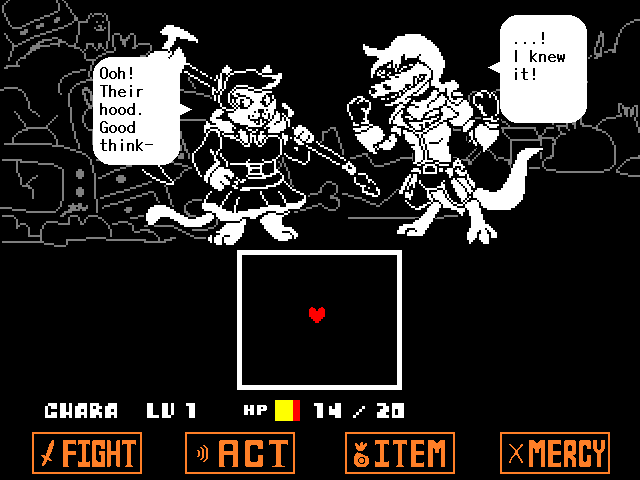 Ooh!
Their
hood.
Good
think-
...!
I knew
it!
CHARA LV 1 HP 14 / 20
FIGHT ACT ITEM MERCY